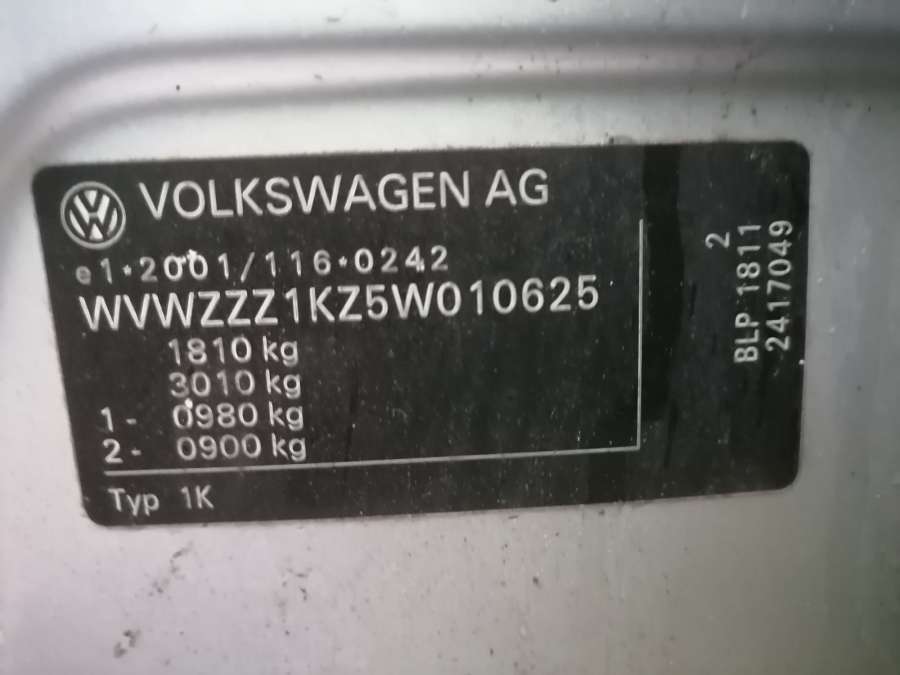 VOLKSWAGEN AG
e1*2001/116*0242
WVWZZZ1KZ5W010625
1810 kg
3010 kg
1- 0980 kg
2- 0900 kg
Typ 1K
2
BLP 1811
2417049